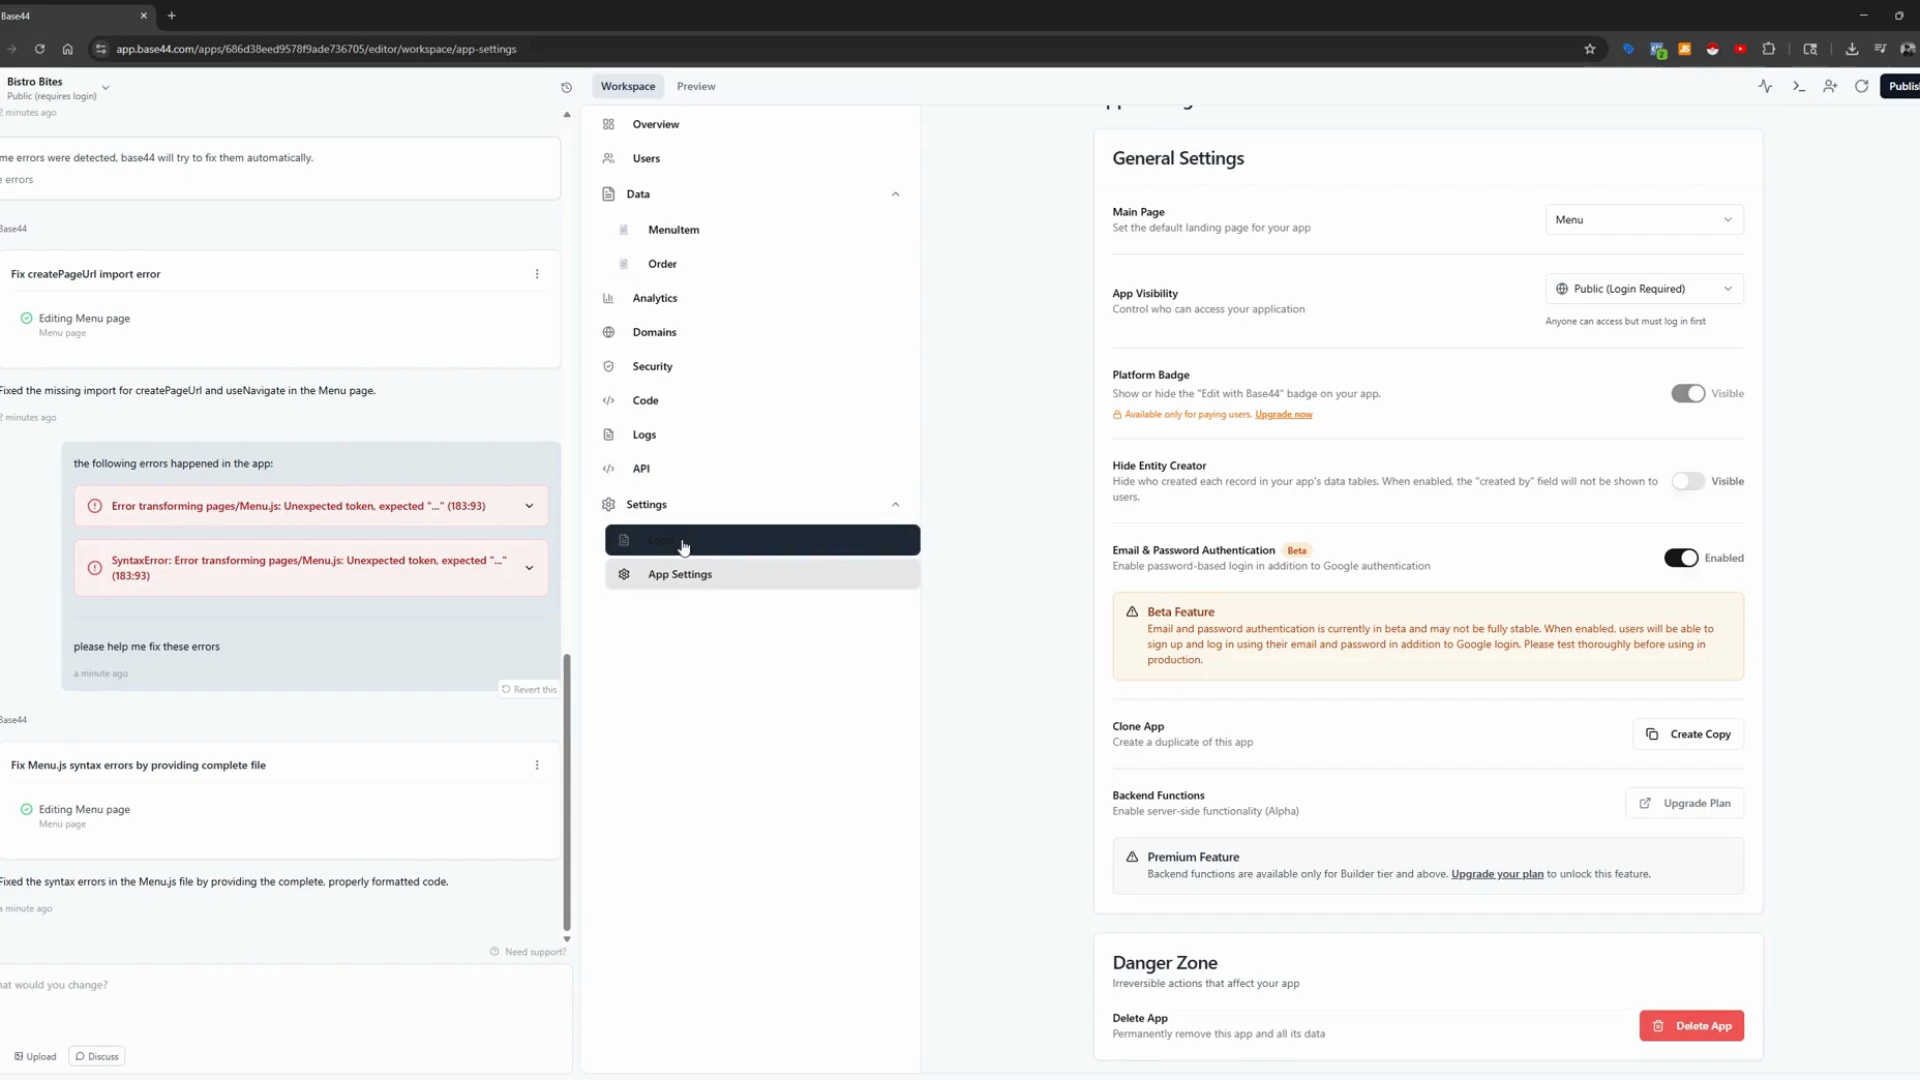 Base44
app.base44.com/apps/686d38eed9578f9ade736705/editor/workspace/app-settings
2
Bistro Bites
Public (requires login)
2 minutes ago
me errors were detected, base44 will try to fix them automatically.
errors
Base44
Fix createPageUrl import error
Editing Menu page
Menu page
Fixed the missing import for createPageUrl and useNavigate in the Menu page.
2 minutes ago
the following errors happened in the app:
Error transforming pages/Menu.js: Unexpected token, expected "..." (183:93)
SyntaxError: Error transforming pages/Menu.js: Unexpected token, expected "..."
(183:93)
please help me fix these errors
a minute ago
Revert this
Base44
Fix Menu.js syntax errors by providing complete file
Editing Menu page
Menu page
Fixed the syntax errors in the Menu.js file by providing the complete, properly formatted code.
a minute ago
Need support?
hat would you change?
Upload
Discuss
Workspace
Preview
Publish
Overview
Users
Data
MenuItem
Order
Analytics
Domains
Security
Code
Logs
API
Settings
App Settings
General Settings
Main Page
Set the default landing page for your app
Menu
App Visibility
Control who can access your application
Public (Login Required)
Anyone can access but must log in first
Platform Badge
Show or hide the "Edit with Base44" badge on your app.
Available only for paying users. Upgrade now
Visible
Hide Entity Creator
Hide who created each record in your app's data tables. When enabled, the "created by" field will not be shown to
users.
Visible
Email & Password Authentication Beta
Enable password-based login in addition to Google authentication
Enabled
Beta Feature
Email and password authentication is currently in beta and may not be fully stable. When enabled, users will be able to
sign up and log in using their email and password in addition to Google login. Please test thoroughly before using in
production.
Clone App
Create a duplicate of this app
Create Copy
Backend Functions
Enable server-side functionality (Alpha)
Upgrade Plan
Premium Feature
Backend functions are available only for Builder tier and above. Upgrade your plan to unlock this feature.
Danger Zone
Irreversible actions that affect your app
Delete App
Permanently remove this app and all its data
Delete App